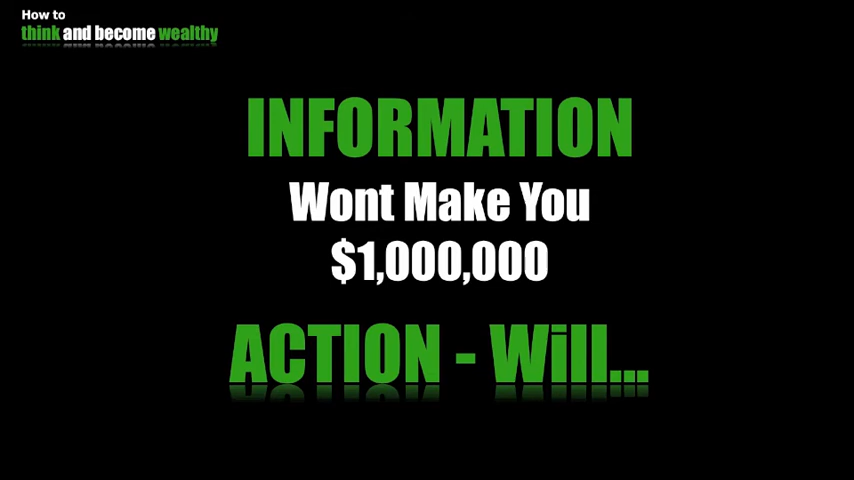 How to
think and become wealthy
INFORMATION
Wont Make You
$1,000,000
ACTION - Will...